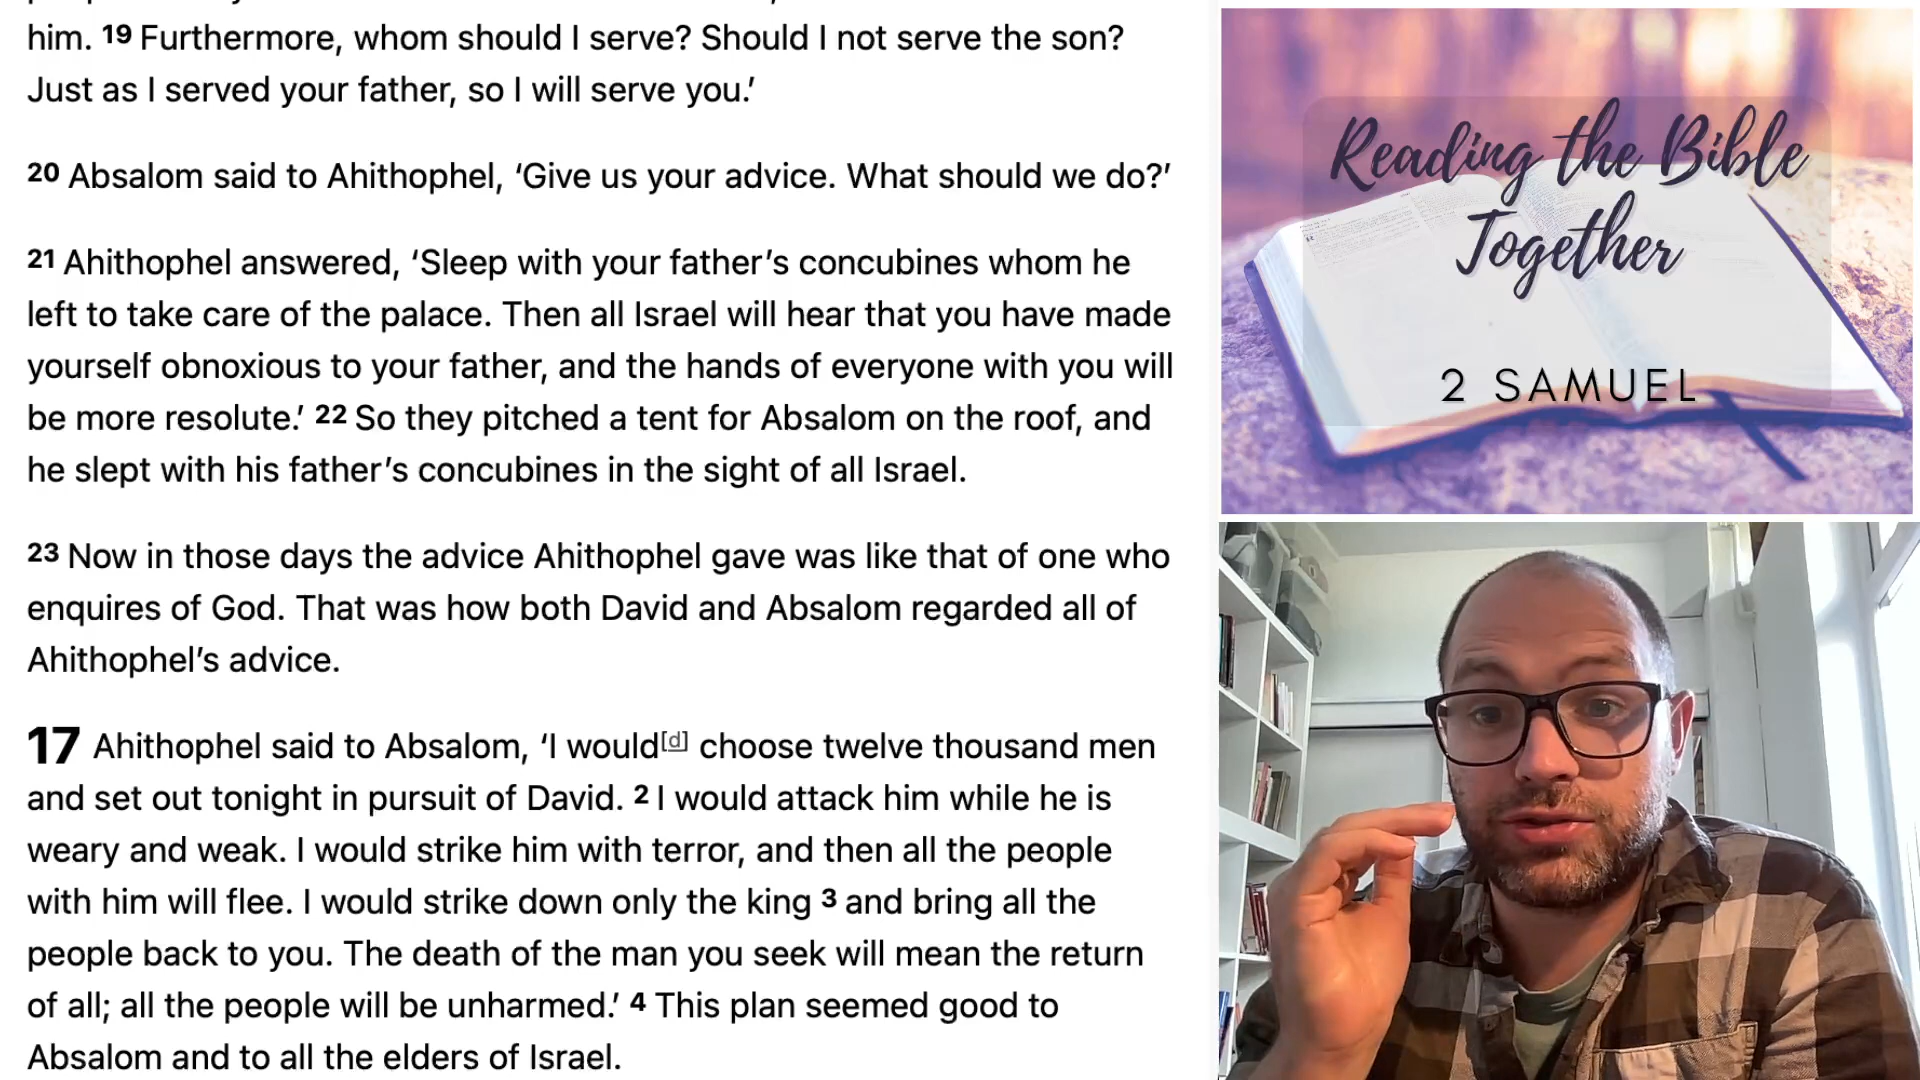 him. 19 Furthermore, whom should I serve? Should I not serve the son?
Just as I served your father, so I will serve you.’
20 Absalom said to Ahithophel, ‘Give us your advice. What should we do?’
21 Ahithophel answered, ‘Sleep with your father’s concubines whom he
left to take care of the palace. Then all Israel will hear that you have made
yourself obnoxious to your father, and the hands of everyone with you will
be more resolute.’ 22 So they pitched a tent for Absalom on the roof, and
he slept with his father’s concubines in the sight of all Israel.
23 Now in those days the advice Ahithophel gave was like that of one who
enquires of God. That was how both David and Absalom regarded all of
Ahithophel’s advice.
17 Ahithophel said to Absalom, ‘I would[d] choose twelve thousand men
and set out tonight in pursuit of David. 2 I would attack him while he is
weary and weak. I would strike him with terror, and then all the people
with him will flee. I would strike down only the king 3 and bring all the
people back to you. The death of the man you seek will mean the return
of all; all the people will be unharmed.’ 4 This plan seemed good to
Absalom and to all the elders of Israel.
Reading the Bible
Together
2 SAMUEL